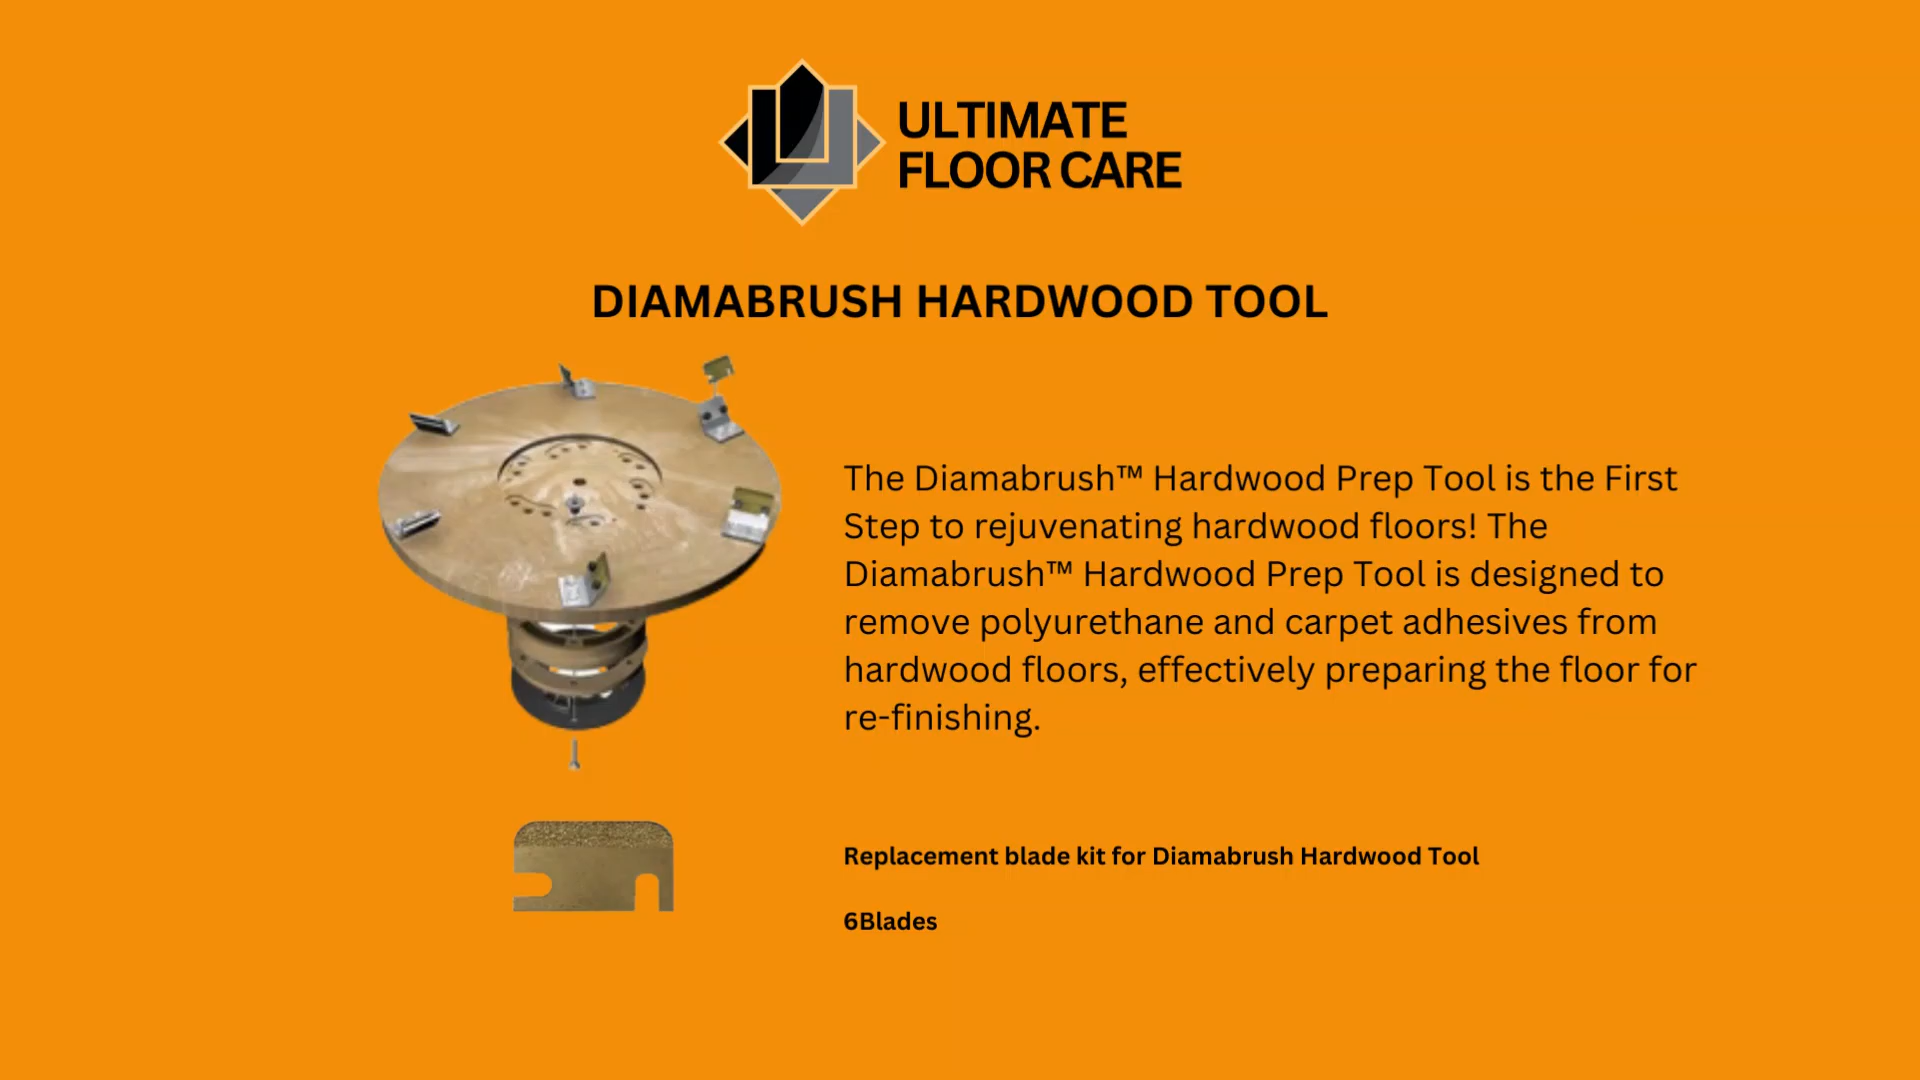 ULTIMATE
FLOOR CARE
DIAMABRUSH HARDWOOD TOOL
The Diamabrush™ Hardwood Prep Tool is the First
Step to rejuvenating hardwood floors! The
Diamabrush™ Hardwood Prep Tool is designed to
remove polyurethane and carpet adhesives from
hardwood floors, effectively preparing the floor for
re-finishing.
Replacement blade kit for Diamabrush Hardwood Tool
6Blades